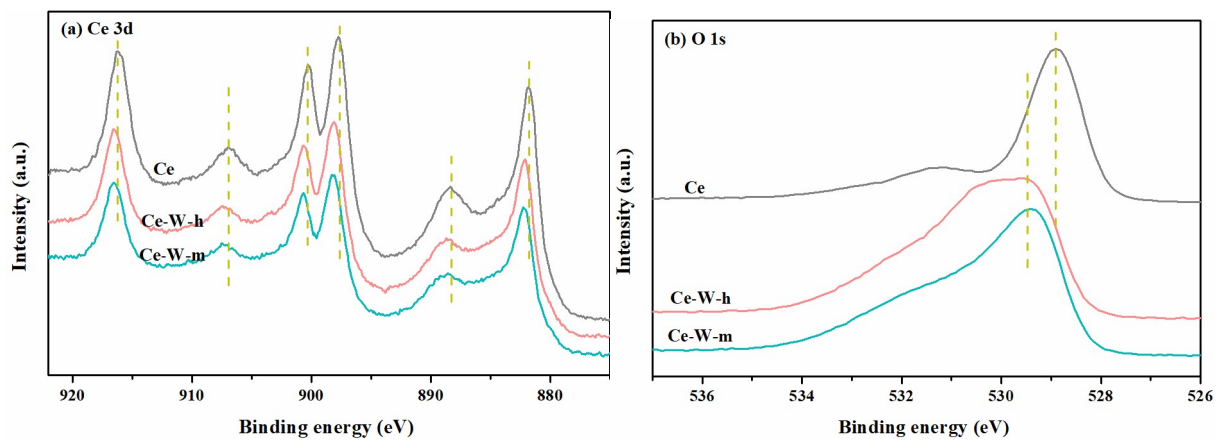 (a) Ce 3d
Ce
Ce-W-h
Ce-W-m
Intensity (a.u.)
920 910 900 890 880
Binding energy (eV)
(b) O 1s
Ce
Ce-W-h
Ce-W-m
Intensity (a.u.)
536 534 532 530 528 526
Binding energy (eV)